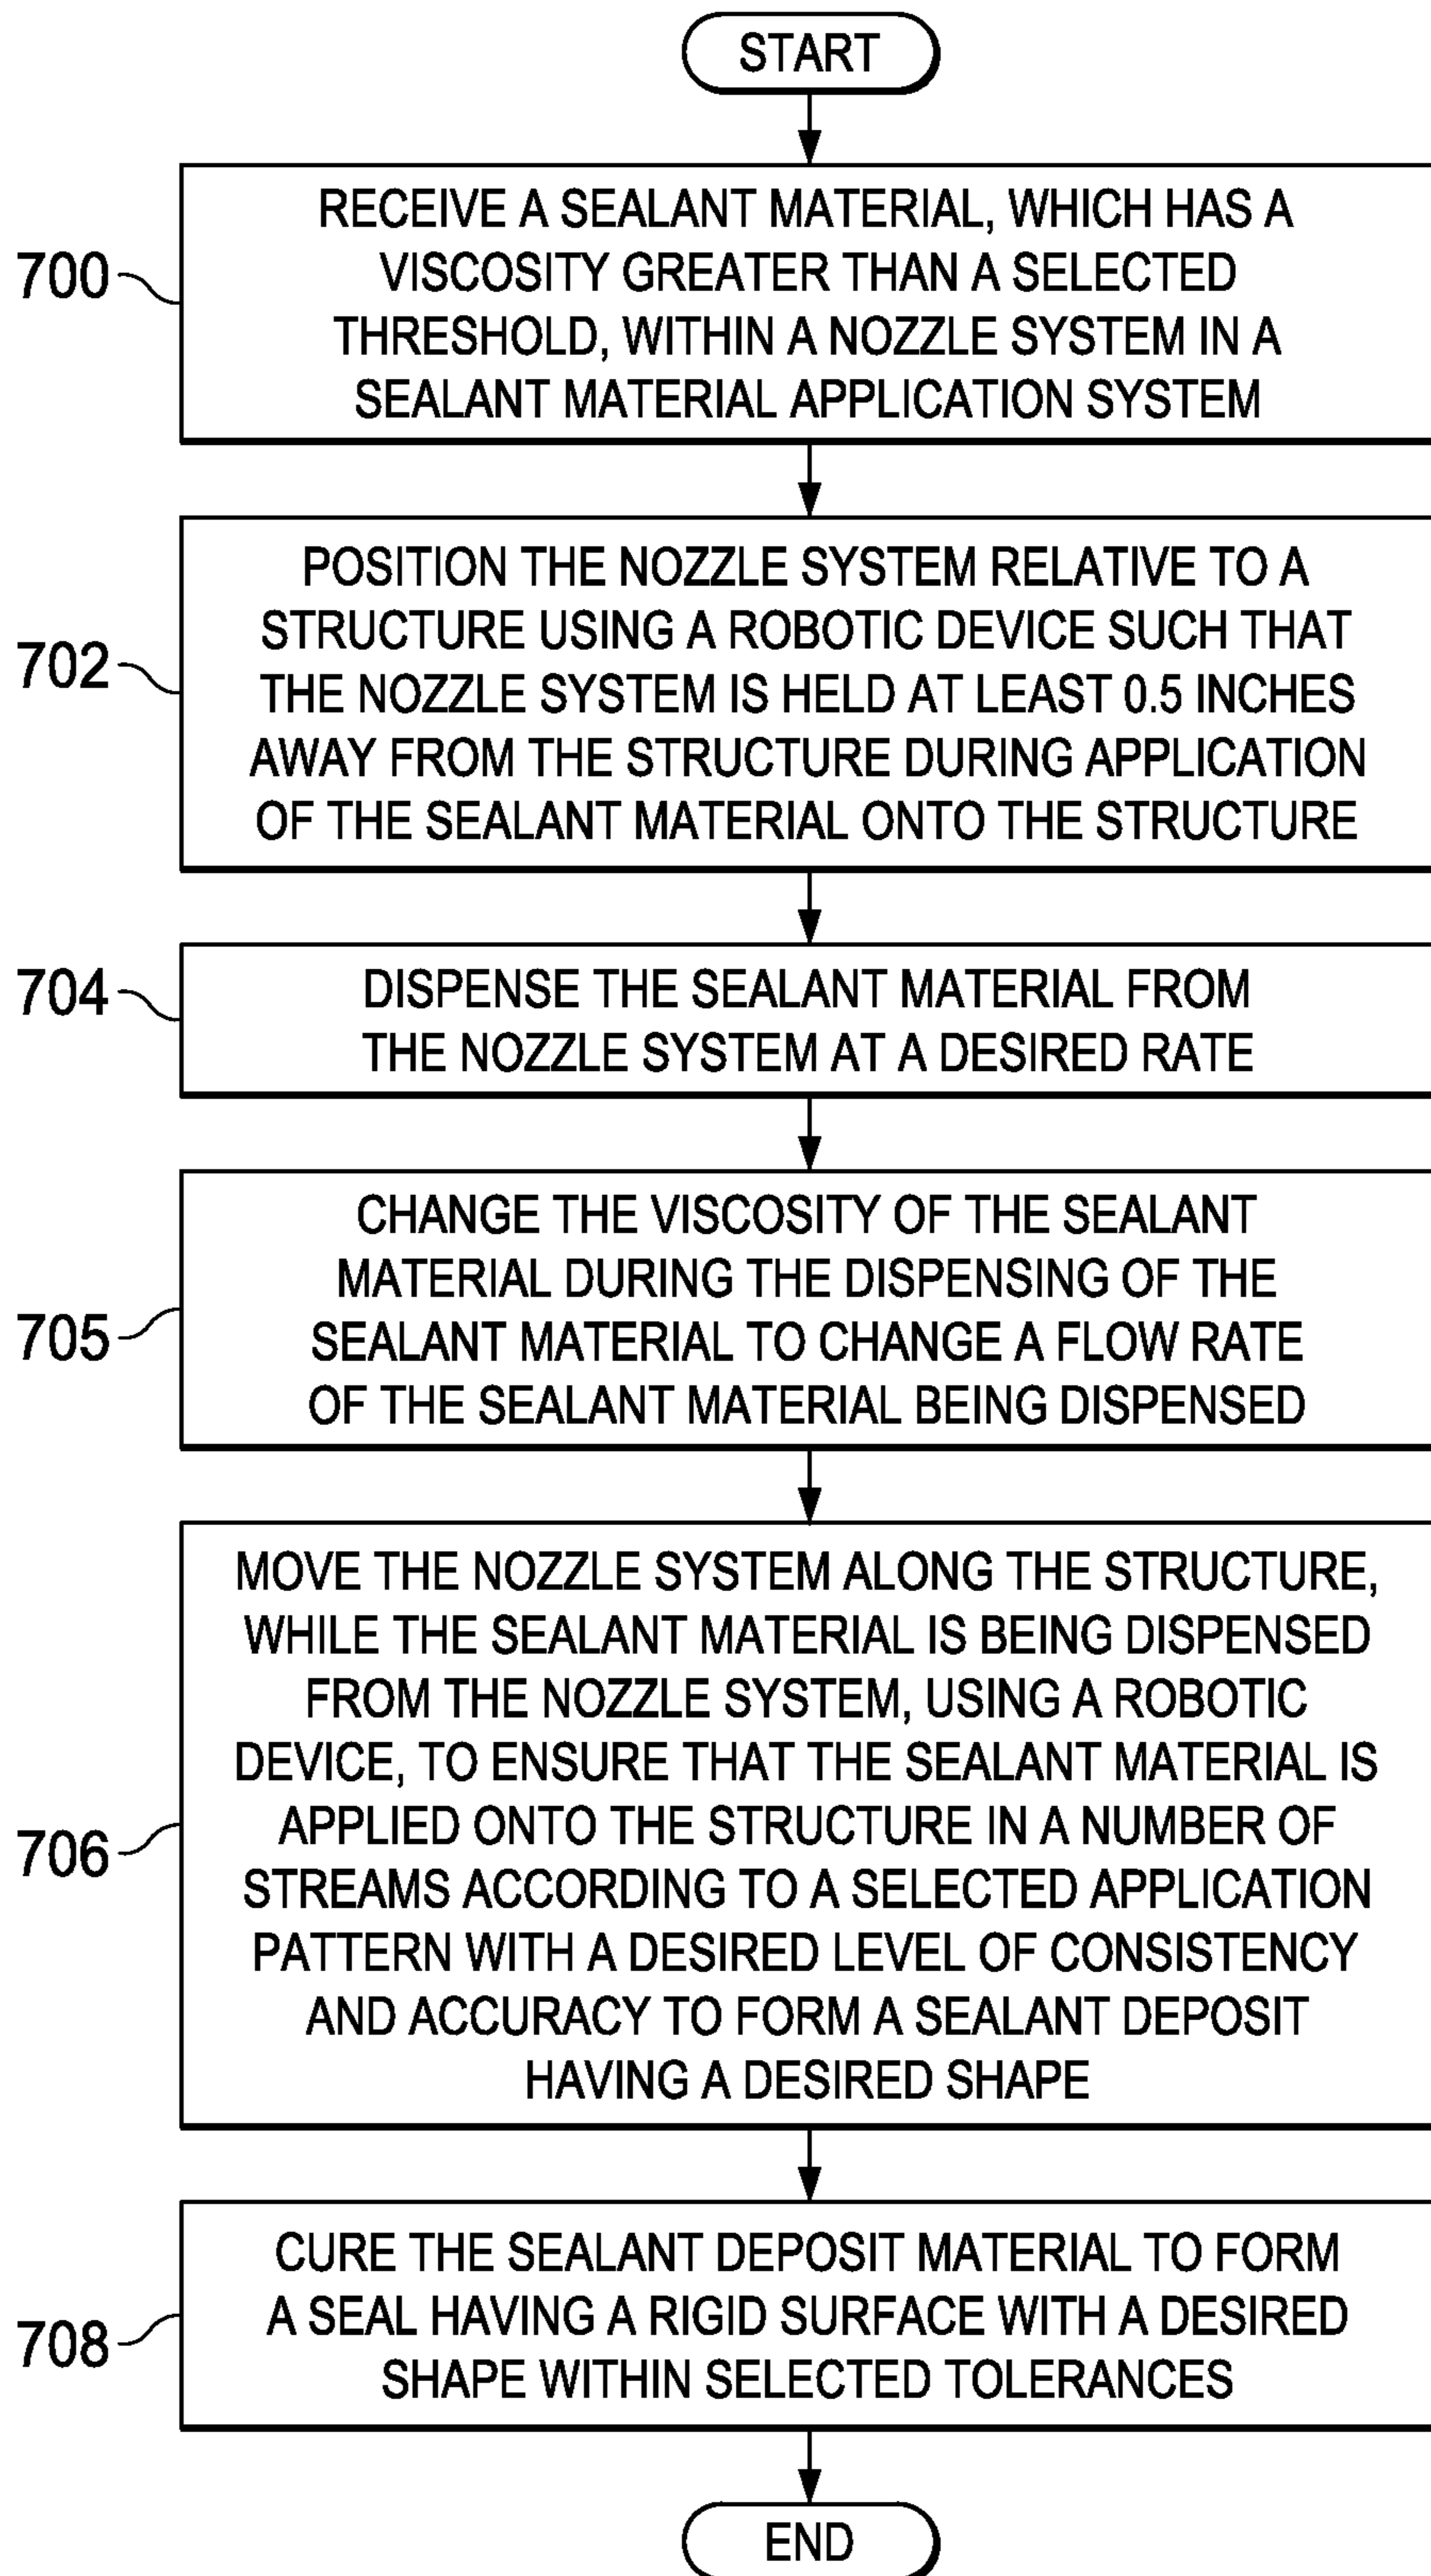 START
700
RECEIVE A SEALANT MATERIAL, WHICH HAS A
VISCOSITY GREATER THAN A SELECTED
THRESHOLD, WITHIN A NOZZLE SYSTEM IN A
SEALANT MATERIAL APPLICATION SYSTEM
702
POSITION THE NOZZLE SYSTEM RELATIVE TO A
STRUCTURE USING A ROBOTIC DEVICE SUCH THAT
THE NOZZLE SYSTEM IS HELD AT LEAST 0.5 INCHES
AWAY FROM THE STRUCTURE DURING APPLICATION
OF THE SEALANT MATERIAL ONTO THE STRUCTURE
704
DISPENSE THE SEALANT MATERIAL FROM
THE NOZZLE SYSTEM AT A DESIRED RATE
705
CHANGE THE VISCOSITY OF THE SEALANT
MATERIAL DURING THE DISPENSING OF THE
SEALANT MATERIAL TO CHANGE A FLOW RATE
OF THE SEALANT MATERIAL BEING DISPENSED
706
MOVE THE NOZZLE SYSTEM ALONG THE STRUCTURE,
WHILE THE SEALANT MATERIAL IS BEING DISPENSED
FROM THE NOZZLE SYSTEM, USING A ROBOTIC
DEVICE, TO ENSURE THAT THE SEALANT MATERIAL IS
APPLIED ONTO THE STRUCTURE IN A NUMBER OF
STREAMS ACCORDING TO A SELECTED APPLICATION
PATTERN WITH A DESIRED LEVEL OF CONSISTENCY
AND ACCURACY TO FORM A SEALANT DEPOSIT
HAVING A DESIRED SHAPE
708
CURE THE SEALANT DEPOSIT MATERIAL TO FORM
A SEAL HAVING A RIGID SURFACE WITH A DESIRED
SHAPE WITHIN SELECTED TOLERANCES
END